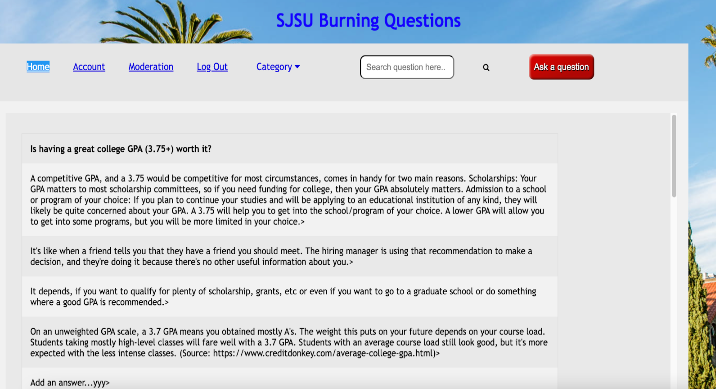 SJSU Burning Questions
Home Account Moderation Log Out Category Search question here.. Ask a question
Is having a great college GPA (3.75+) worth it?
A competitive GPA, and a 3.75 would be competitive for most circumstances, comes in handy for two main reasons. Scholarships: Your
GPA matters to most scholarship committees, so if you need funding for college, then your GPA absolutely matters. Admission to a school
or program of your choice: If you plan to continue your studies and will be applying to an educational institution of any kind, they will
likely be quite concerned about your GPA. A 3.75 will help you to get into the school/program of your choice. A lower GPA will allow you
to get into some programs, but you will be more limited in your choice.>
It's like when a friend tells you that they have a friend you should meet. The hiring manager is using that recommendation to make a
decision, and they're doing it because there's no other useful information about you.>
It depends, if you want to qualify for plenty of scholarship, grants, etc or even if you want to go to a graduate school or do something
where a good GPA is recommended.>
On an unweighted GPA scale, a 3.7 GPA means you obtained mostly A's. The weight this puts on your future depends on your course load.
Students taking mostly high-level classes will fare well with a 3.7 GPA. Students with an average course load still look good, but it's more
expected with the less intense classes. (Source: https://www.creditdonkey.com/average-college-gpa.html)>
Add an answer...yyy>